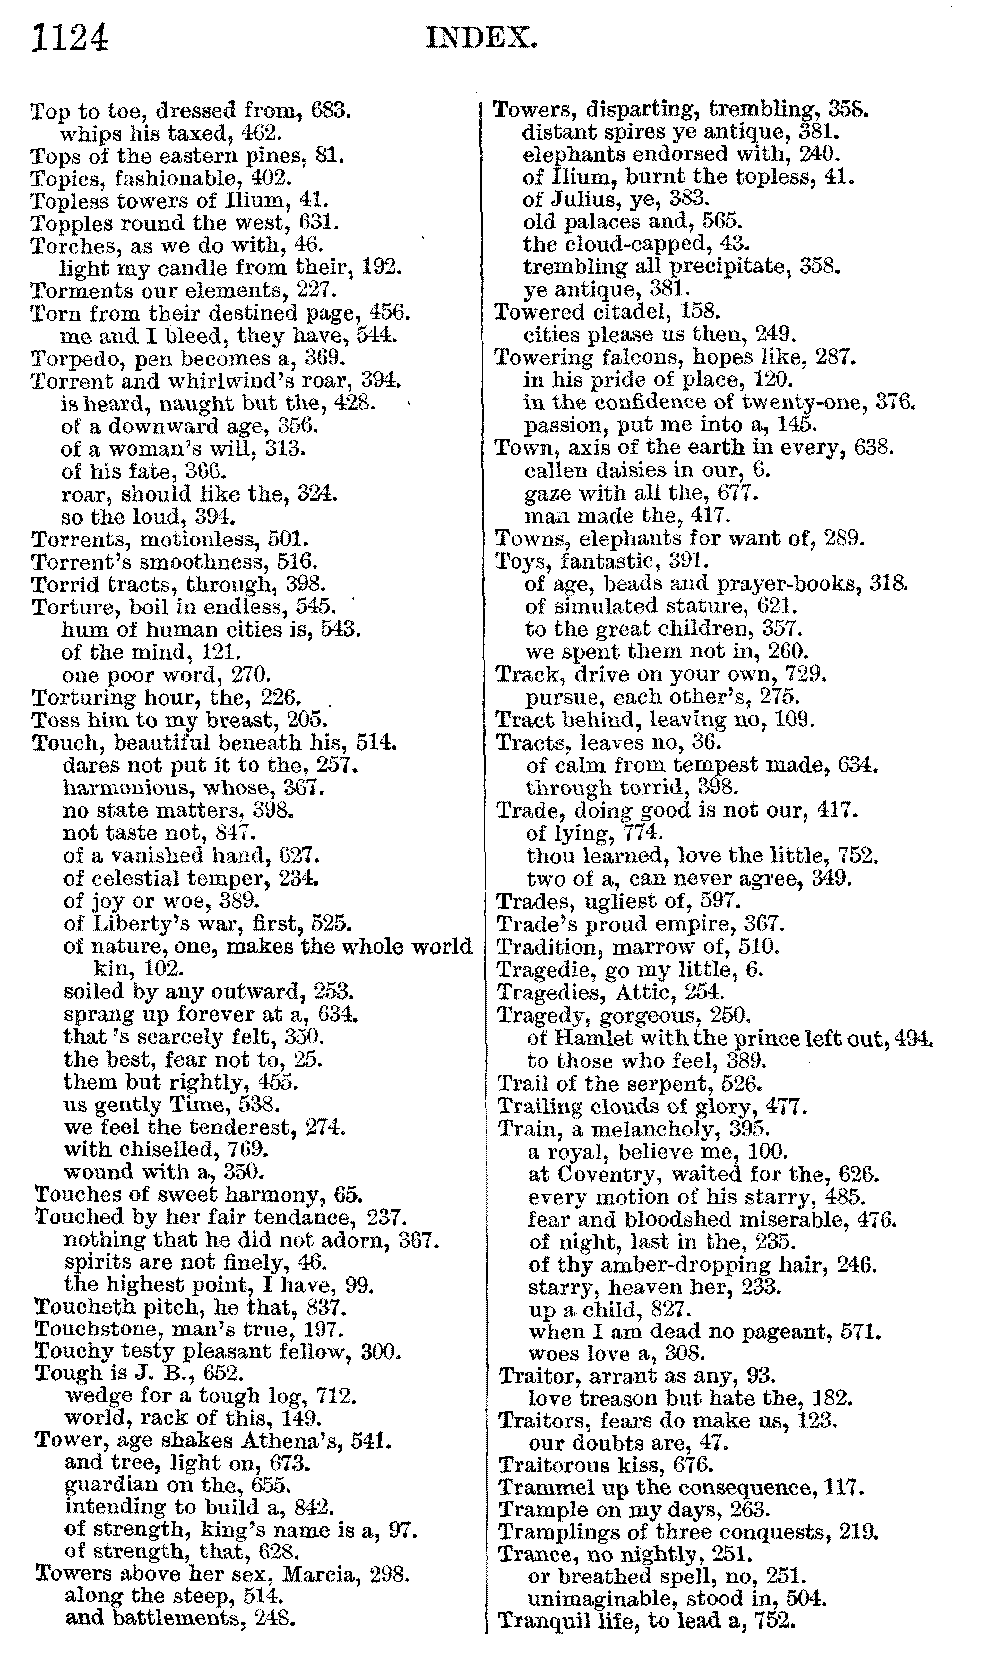 1124
INDEX.
Top to toe, dressed from, 683.
whips his taxed, 462.
Tops of the eastern pines, 81.
Topics, fashionable, 402.
Topless towers of Ilium, 41.
Topples round the west, 631.
Torches, as we do with, 46.
light my candle from their, 192.
Torments our elements, 227.
Torn from their destined page, 456.
me and I bleed, they have, 544.
Torpedo, pen becomes a, 369.
Torrent and whirlwind's roar, 394.
is heard, naught but the, 428.
of a downward age, 356.
of a woman's will, 313.
of his fate, 366.
roar, should like the, 324.
so the loud, 394.
Torrents, motionless, 501.
Torrent's smoothness, 516.
Torrid tracts, through, 398.
Torture, boil in endless, 545.
hum of human cities is, 543.
of the mind, 121.
one poor word, 270.
Torturing hour, the, 226.
Toss him to my breast, 205.
Touch, beautiful beneath his, 514.
dares not put it to the, 257.
harmonious, whose, 367.
no state matters, 398.
not taste not, 847.
of a vanished hand, 627.
of celestial temper, 234.
of joy or woe, 389.
of Liberty's war, first, 525.
of nature, one, makes the whole world
kin, 102.
soiled by any outward, 253.
sprang up forever at a, 634.
that 's scarcely felt, 350.
the best, fear not to, 25.
them but rightly, 455.
us gently Time, 538.
we feel the tenderest, 274.
with chiselled, 769.
wound with a, 350.
Touches of sweet harmony, 65.
Touched by her fair tendance, 237.
nothing that he did not adorn, 367.
spirits are not finely, 46.
the highest point, I have, 99.
Toucheth pitch, he that, 837.
Touchstone, man's true, 197.
Touchy testy pleasant fellow, 300.
Tough is J. B., 652.
wedge for a tough log, 712.
world, rack of this, 149.
Tower, age shakes Athena's, 541.
and tree, light on, 673.
guardian on the, 655.
intending to build a, 842.
of strength, king's name is a, 97.
of strength, that, 628.
Towers above her sex, Marcia, 298.
along the steep, 514.
and battlements, 248.
Towers, disparting, trembling, 358.
distant spires ye antique, 381.
elephants endorsed with, 240.
of Ilium, burnt the topless, 41.
of Julius, ye, 383.
old palaces and, 565.
the cloud-capped, 43.
trembling all precipitate, 358.
ye antique, 381.
Towered citadel, 158.
cities please us then, 249.
Towering falcons, hopes like, 287.
in his pride of place, 120.
in the confidence of twenty-one, 376.
passion, put me into a, 145.
Town, axis of the earth in every, 638.
callen daisies in our, 6.
gaze with all the, 677.
man made the, 417.
Towns, elephants for want of, 289.
Toys, fantastic, 391.
of age, beads and prayer-books, 318.
of simulated stature, 621.
to the great children, 357.
we spent them not in, 260.
Track, drive on your own, 729.
pursue, each other's, 275.
Tract behind, leaving no, 109.
Tracts, leaves no, 36.
of calm from tempest made, 634.
through torrid, 398.
Trade, doing good is not our, 417.
of lying, 774.
thou learned, love the little, 752.
two of a, can never agree, 349.
Trades, ugliest of, 597.
Trade's proud empire, 367.
Tradition, marrow of, 510.
Tragedie, go my little, 6.
Tragedies, Attic, 254.
Tragedy, gorgeous, 250.
of Hamlet with the prince left out, 494.
to those who feel, 389.
Trail of the serpent, 526.
Trailing clouds of glory, 477.
Train, a melancholy, 395.
a royal, believe me, 100.
at Coventry, waited for the, 626.
every motion of his starry, 485.
fear and bloodshed miserable, 476.
of night, last in the, 235.
of thy amber-dropping hair, 246.
starry, heaven her, 233.
up a child, 827.
when I am dead no pageant, 571.
woes love a, 308.
Traitor, arrant as any, 93.
love treason but hate the, 182.
Traitors, fears do make us, 123.
our doubts are, 47.
Traitorous kiss, 676.
Trammel up the consequence, 117.
Trample on my days, 263.
Tramplings of three conquests, 219.
Trance, no nightly, 251.
or breathed spell, no, 251.
unimaginable, stood in, 504.
Tranquil life, to lead a, 752.